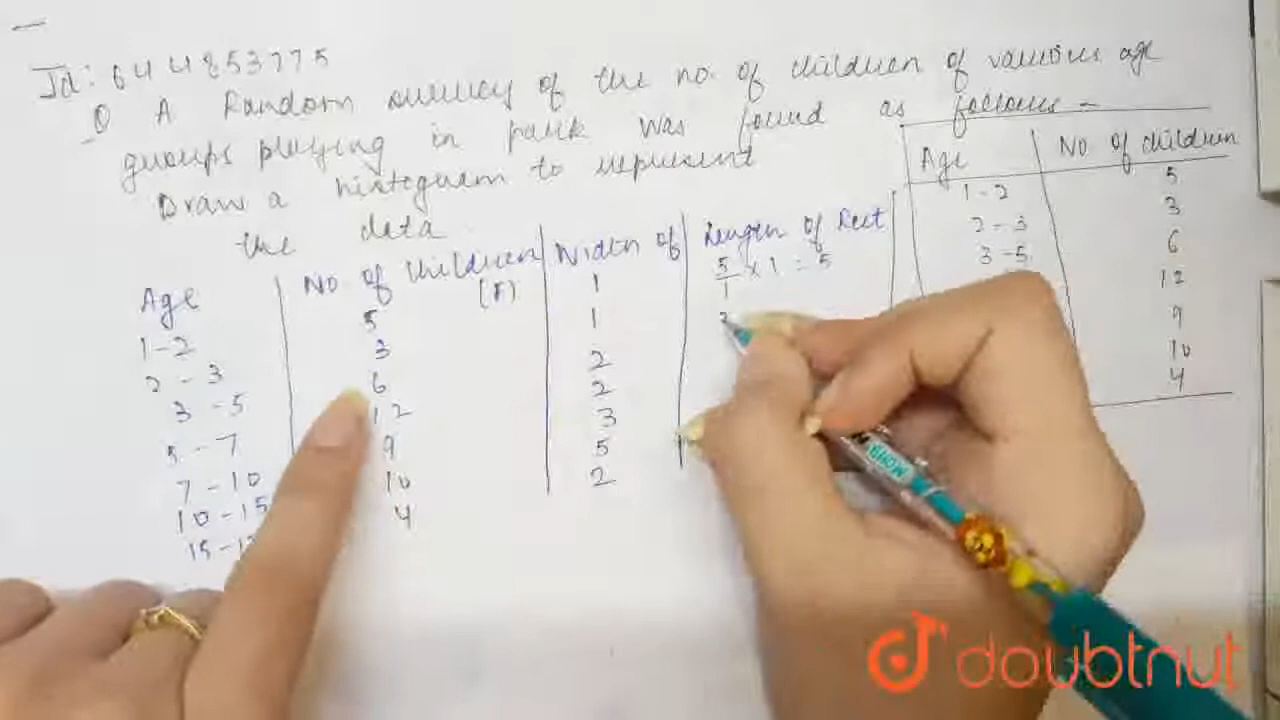 Id: 644853775
Q A Random survey of the no. of children of various age
groups playing in park was found as follows -
Draw a histogram to represent
the data
Age No of children
1-2 5
2-3 3
3-5 6
12
9
10
4
Age No. of children (F) Width of Length of Rect
1-2 5 1 5/1 x 1 = 5
2-3 3 1
3-5 6 2
5-7 12 2
7-10 9 3
10-15 10 5
15- 4 2
MOHI
doubtnut